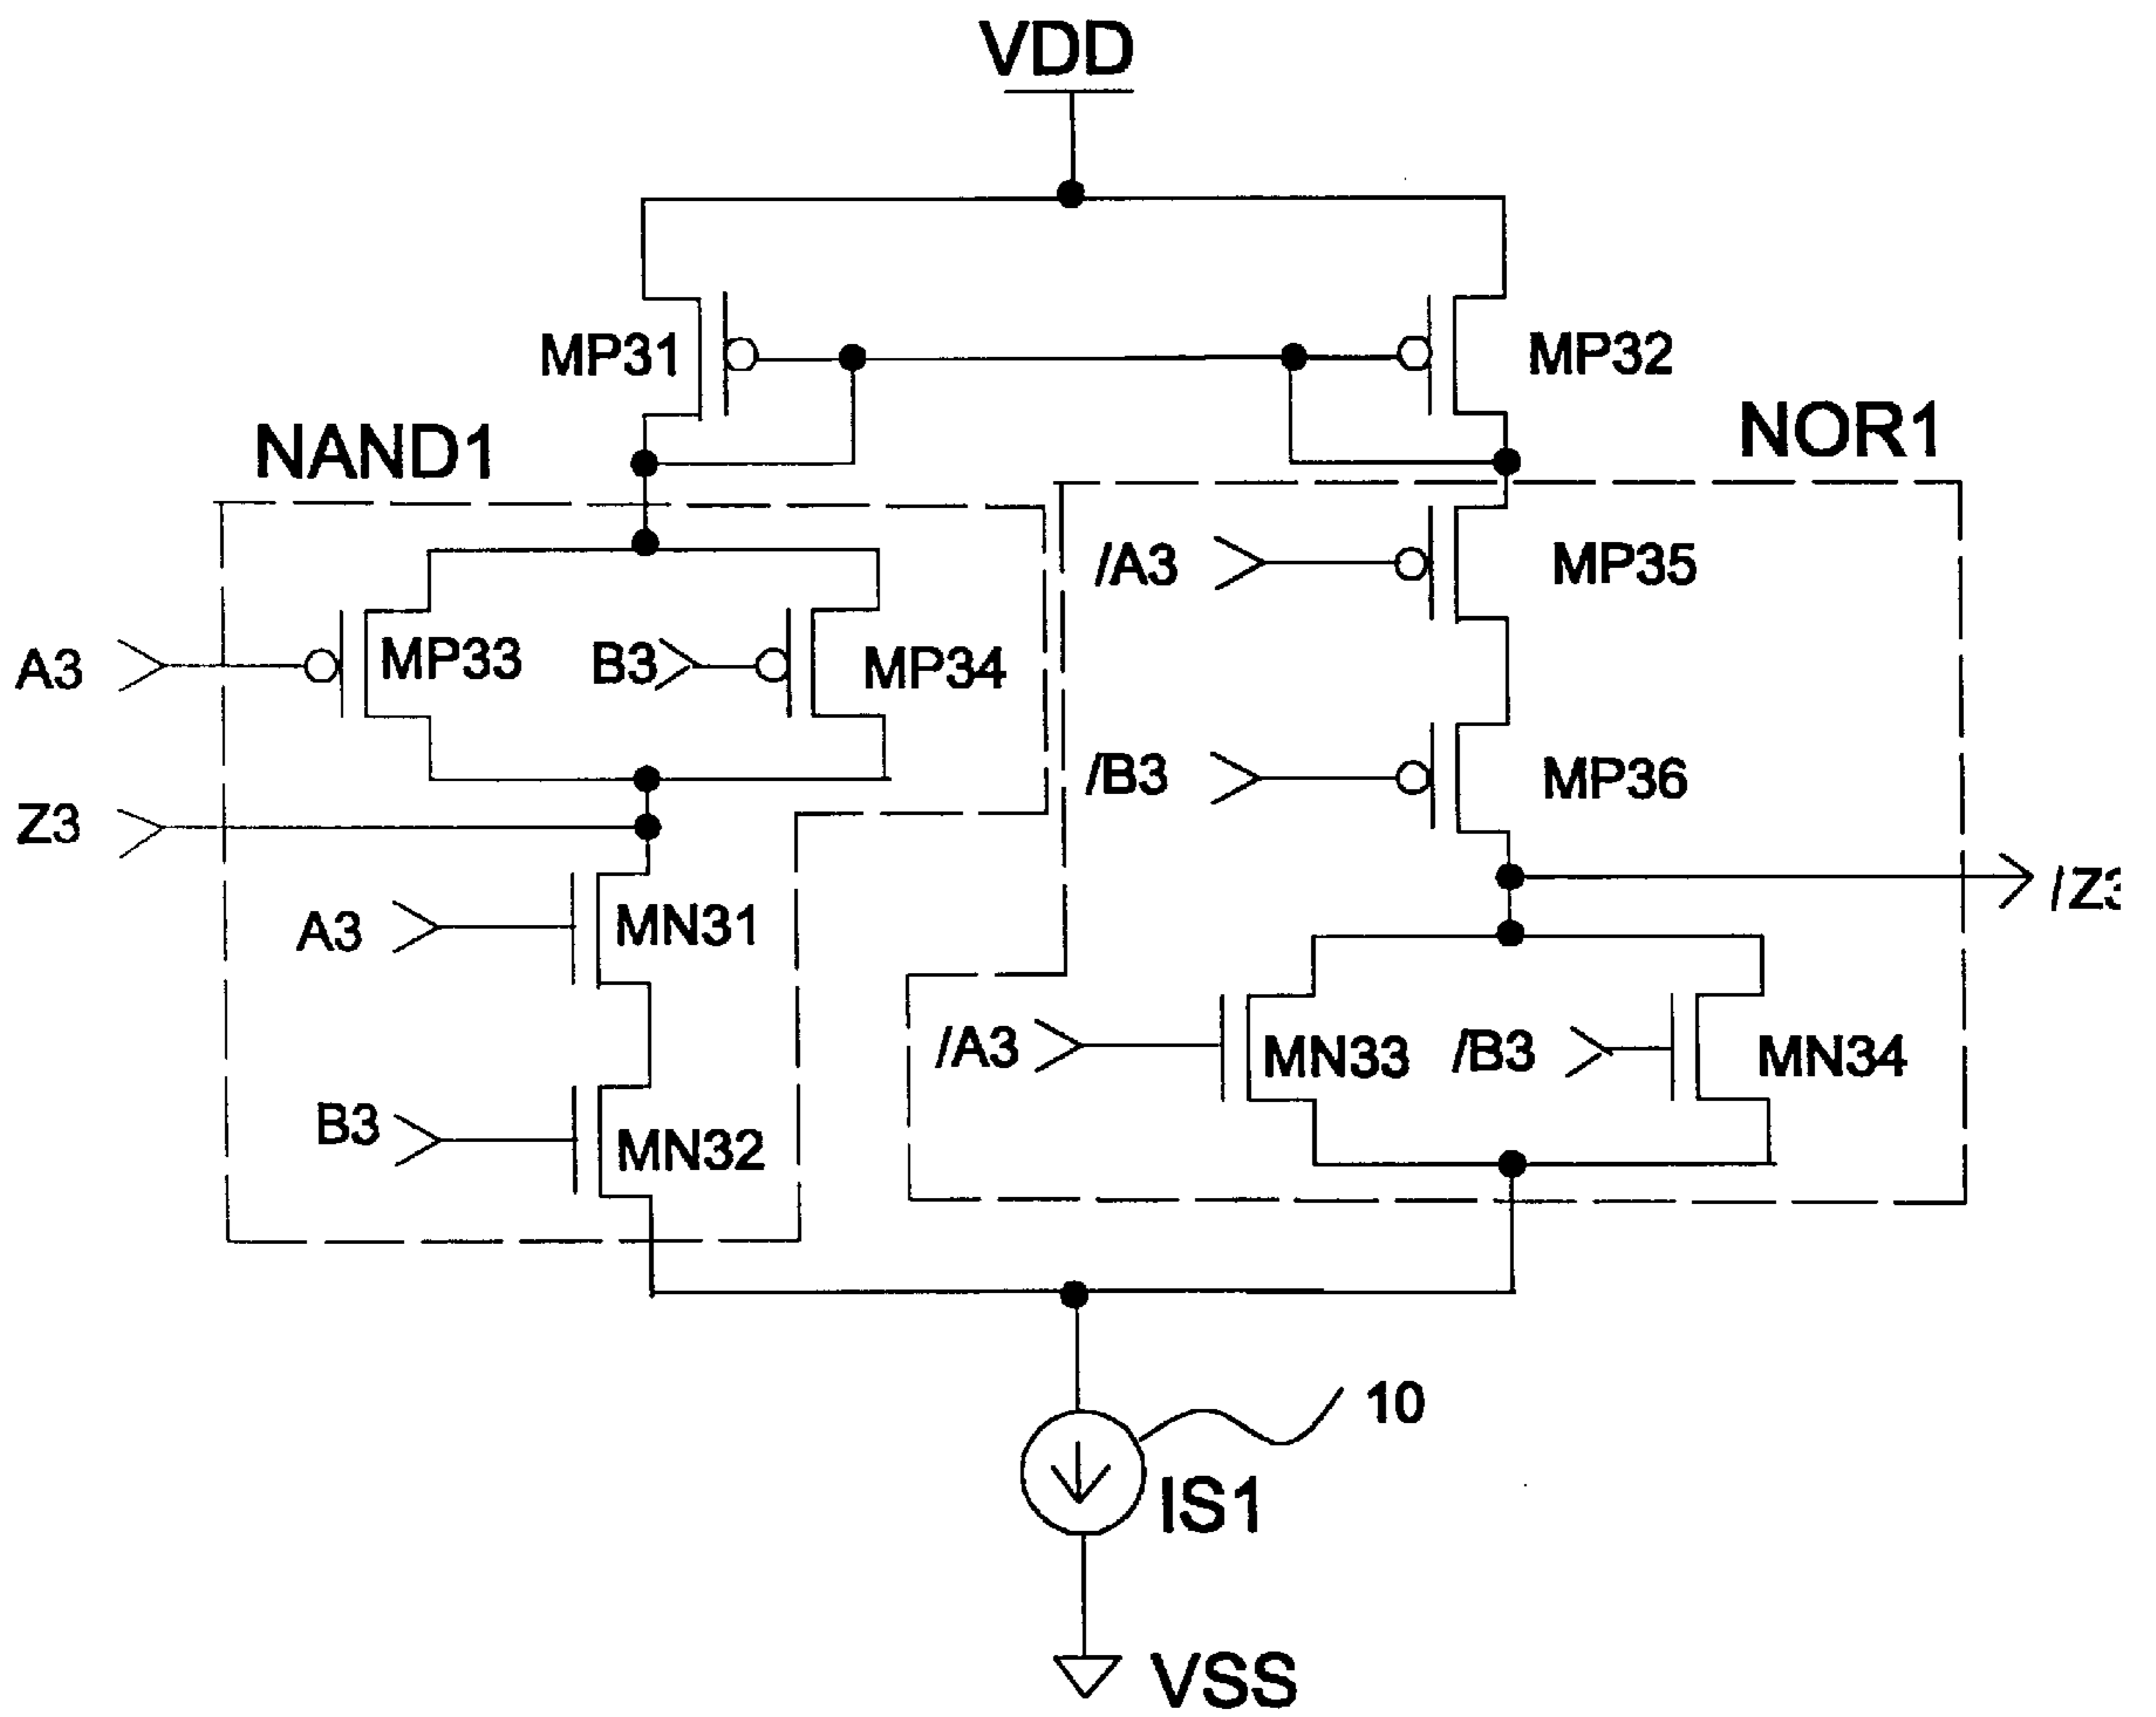 VDD
MP31
MP32
NAND1
NOR1
/A3
MP35
A3
MP33
B3
MP34
/B3
MP36
Z3
/Z3
A3
MN31
/A3
MN33
/B3
MN34
B3
MN32
10
IS1
VSS